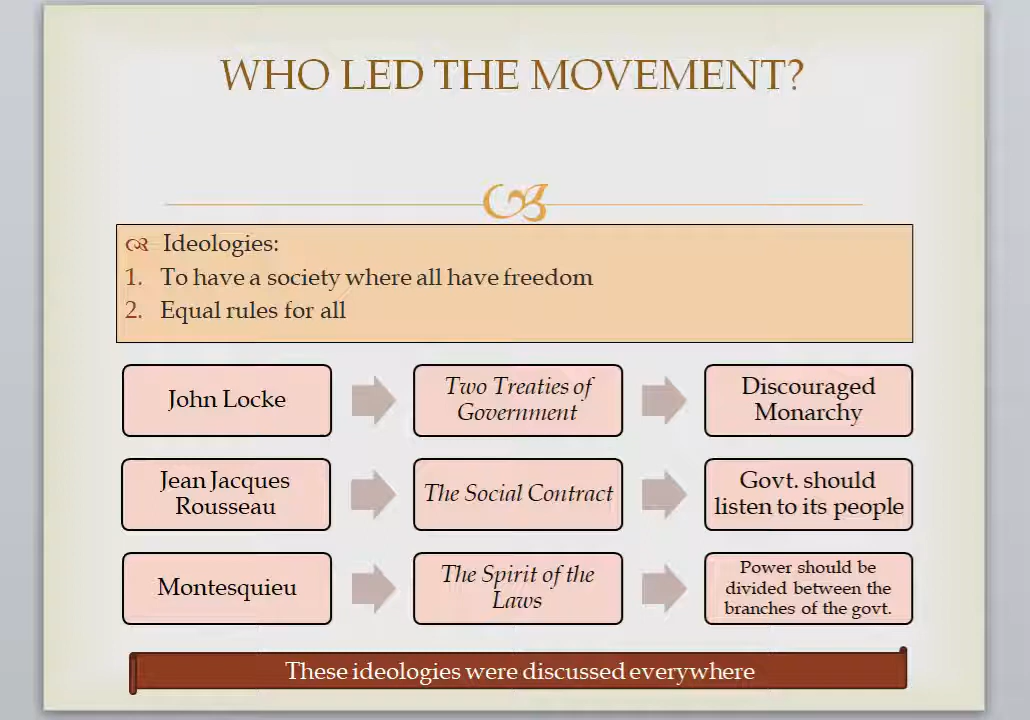 WHO LED THE MOVEMENT?
Ideologies:
1. To have a society where all have freedom
2. Equal rules for all
John Locke
Two Treaties of
Government
Discouraged
Monarchy
Jean Jacques
Rousseau
The Social Contract
Govt. should
listen to its people
Montesquieu
The Spirit of the
Laws
Power should be
divided between the
branches of the govt.
These ideologies were discussed everywhere